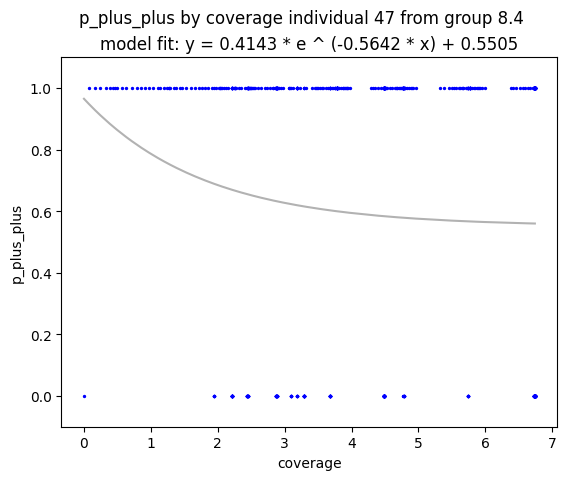 p_plus_plus by coverage individual 47 from group 8.4
model fit: y = 0.4143 * e ^ (-0.5642 * x) + 0.5505
1.0
0.8
0.6
0.4
0.2
0.0
p_plus_plus
0 1 2 3 4 5 6 7
coverage